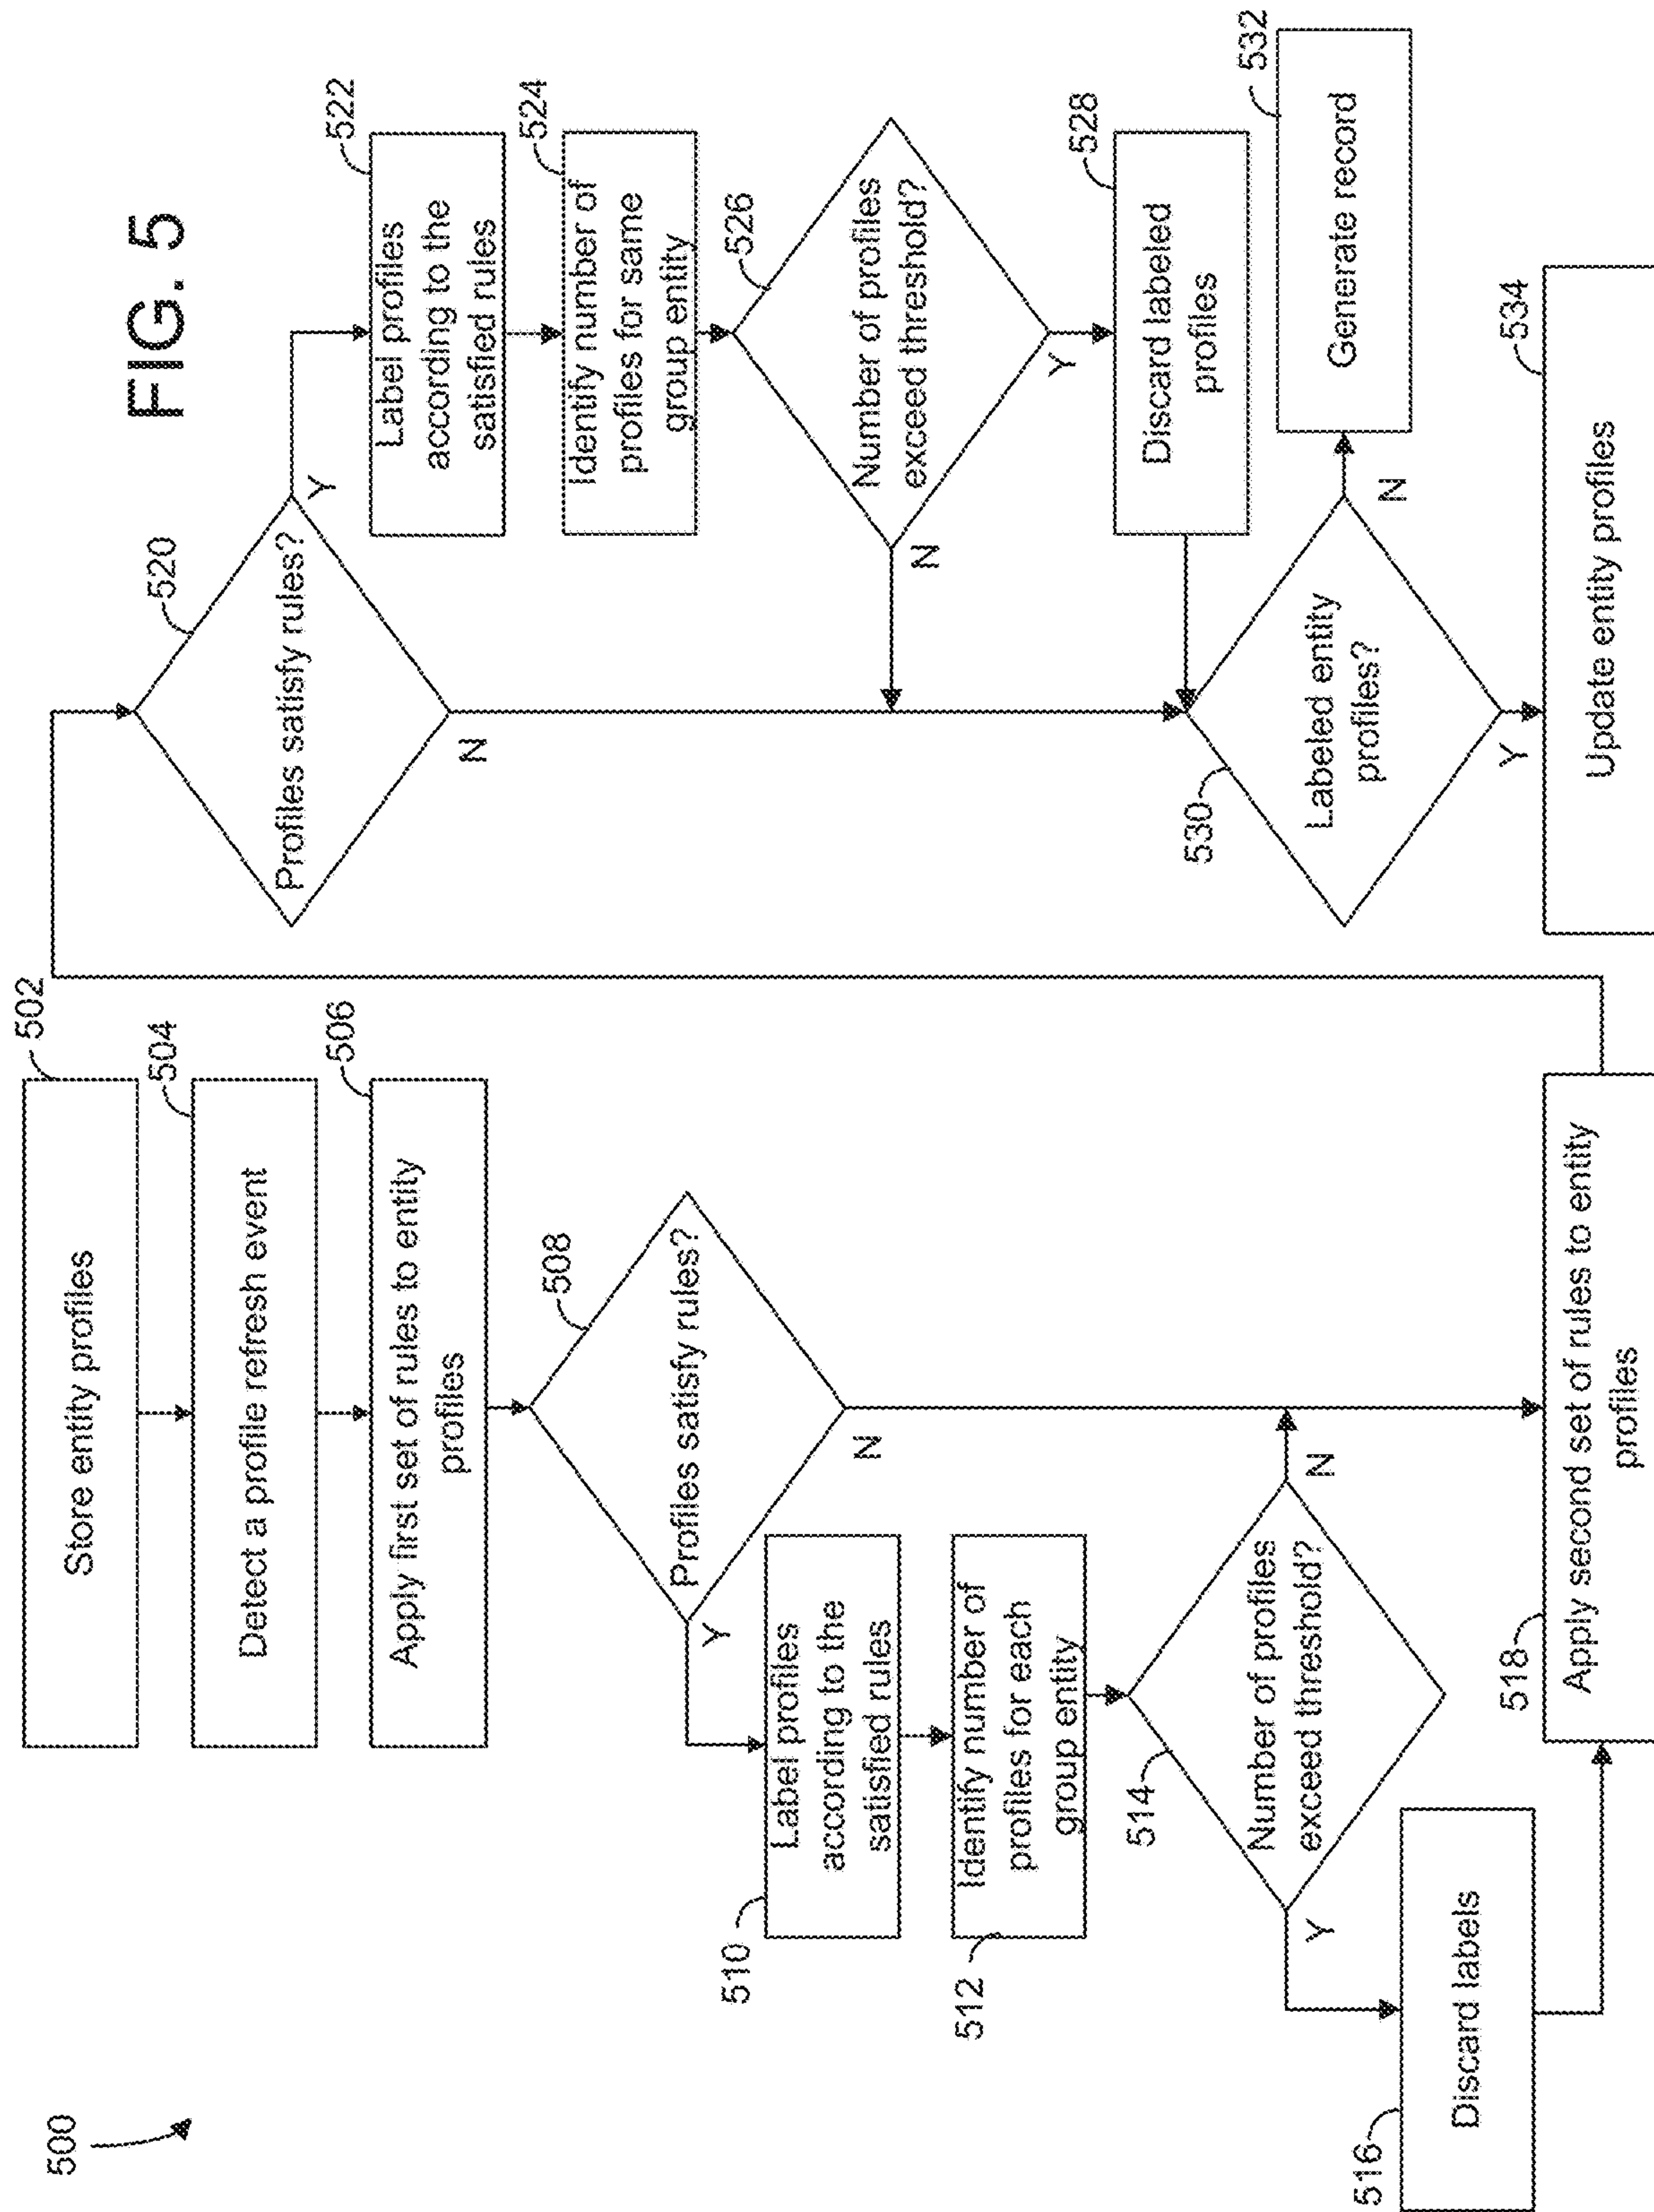 FIG. 5
500
502
Store entity profiles
504
Detect a profile refresh event
506
Apply first set of rules to entity
profiles
508
Profiles satisfy rules?
Y
N
510
Label profiles
according to the
satisfied rules
512
Identify number of
profiles for each
group entity
514
Number of profiles
exceed threshold?
Y
N
516
Discard labels
518
Apply second set of rules to entity
profiles
520
Profiles satisfy rules?
Y
N
522
Label profiles
according to the
satisfied rules
524
Identify number of
profiles for same
group entity
526
Number of profiles
exceed threshold?
N
Y
528
Discard labeled
profiles
530
Labeled entity
profiles?
N
Y
532
Generate record
534
Update entity profiles